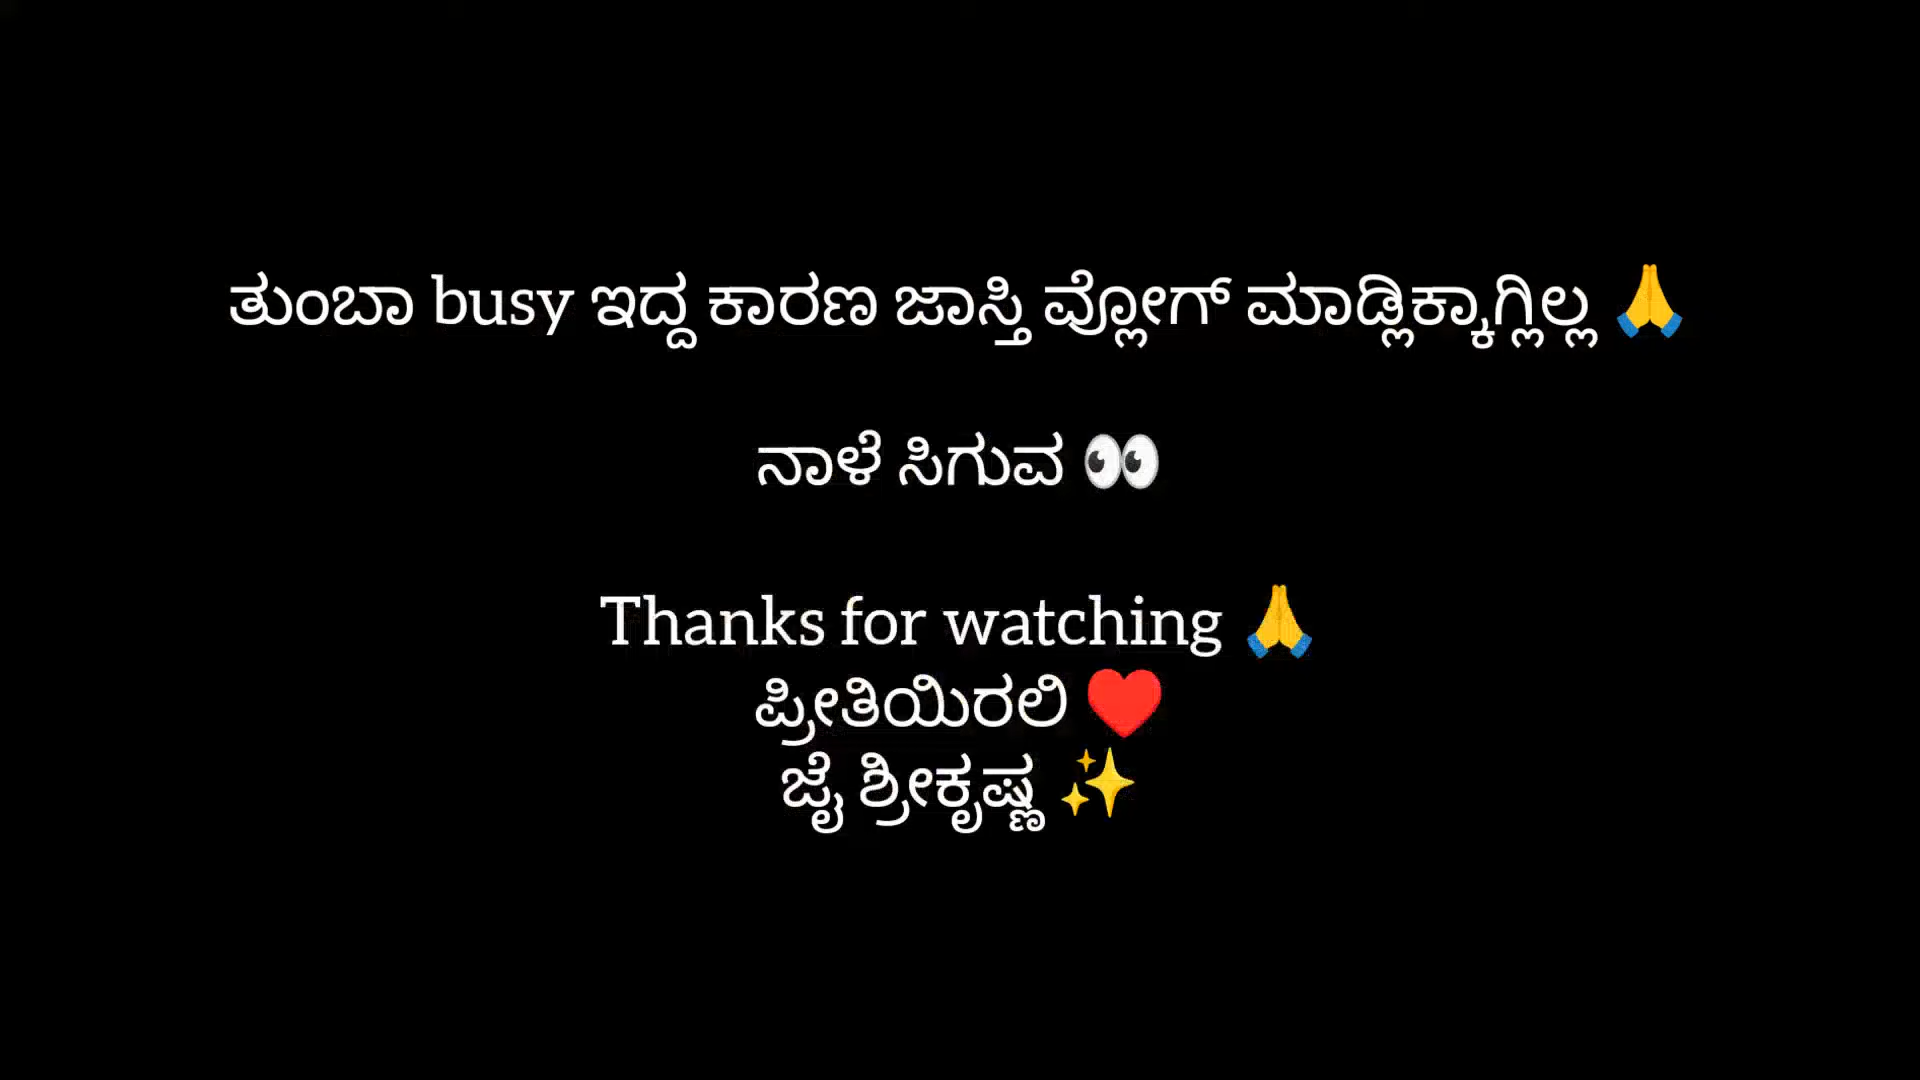 ತುಂಬಾ busy ಇದ್ದ ಕಾರಣ ಜಾಸ್ತಿ ವ್ಲೋಗ್ ಮಾಡ್ಲಿಕ್ಕಾಗ್ಲಿಲ್ಲ 🙏
ನಾಳೆ ಸಿಗುವ 👀
Thanks for watching 🙏
ಪ್ರೀತಿಯಿರಲಿ ❤️
ಜೈ ಶ್ರೀಕೃಷ್ಣ ✨